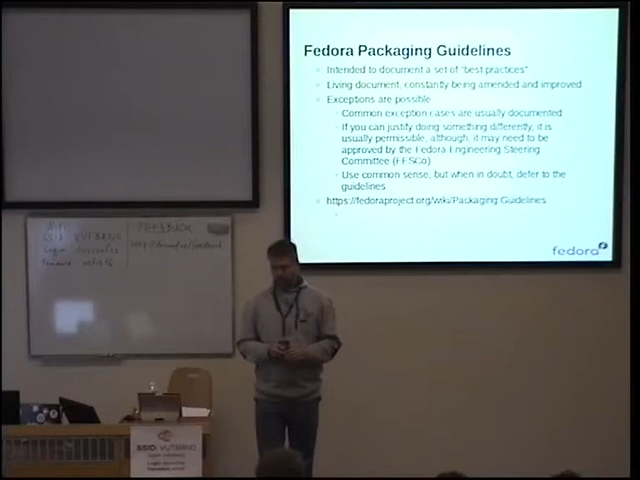 Fedora Packaging Guidelines
Intended to document a set of "best practices"
Living document, constantly being amended and improved
Exceptions are possible
Common exception cases are usually documented
If you can justify doing something differently, it is
usually permissible, although, it may need to be
approved by the Fedora Engineering Steering
Committee (FESCo)
Use common sense, but when in doubt, defer to the
guidelines
https://fedoraproject.org/wiki/Packaging Guidelines
fedora
FEEDBACK
SSID
SSID: VUTBRNO